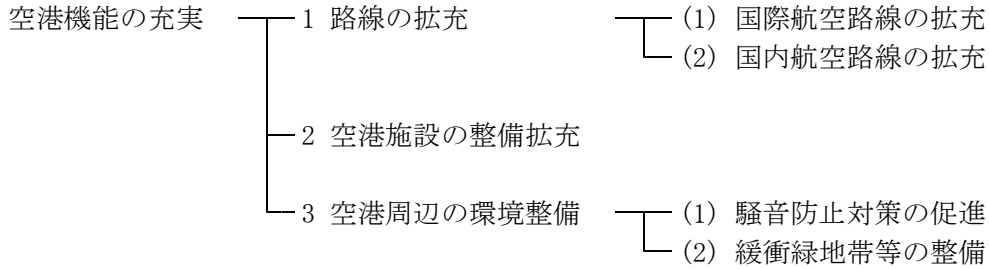 空港機能の充実 1 路線の拡充 (1) 国際航空路線の拡充
(2) 国内航空路線の拡充
2 空港施設の整備拡充
3 空港周辺の環境整備 (1) 騒音防止対策の促進
(2) 緩衝緑地帯等の整備